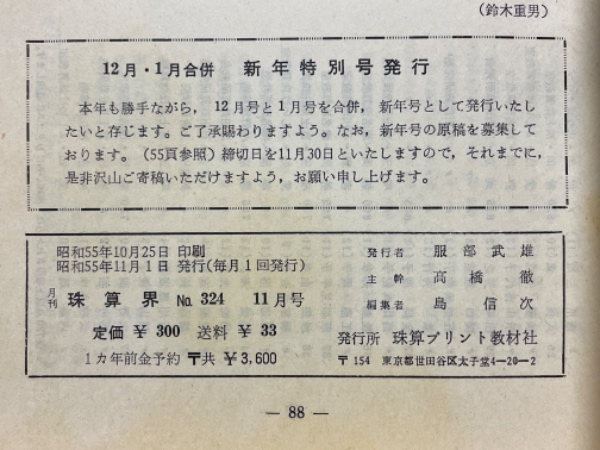 (鈴木重男)
12月・1月合併　新年特別号発行
本年も勝手ながら，12月号と1月号を合併，新年号として発行いたし
たいと存じます。ご了承賜わりますよう。なお，新年号の原稿を募集して
おります。（55頁参照）締切日を11月30日といたしますので，それまでに，
是非沢山ご寄稿いただけますよう，お願い申し上げます。
昭和55年10月25日 印刷
昭和55年11月1日 発行(毎月1回発行)
月刊 珠算界 No. 324 11月号
定価 ¥ 300 送料 ¥ 33
1カ年前金予約 〒共 ¥ 3,600
発行者 服部武雄
主幹 高橋徹
編集者 島信次
発行所 珠算プリント教材社
〒 154 東京都世田谷区太子堂4-20-2
— 88 —